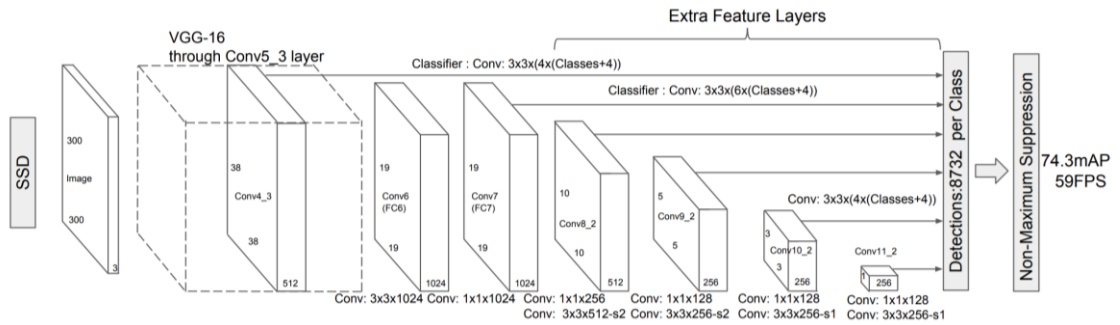 Extra Feature Layers
VGG-16
through Conv5_3 layer
Classifier : Conv: 3x3x(4x(Classes+4))
Classifier : Conv: 3x3x(6x(Classes+4))
SSD
300
Image
300
3
38
Conv4_3
38
512
19
Conv6
(FC6)
19
1024
19
Conv7
(FC7)
19
1024
10
Conv8_2
10
512
5
Conv9_2
5
256
Conv: 3x3x(4x(Classes+4))
3
Conv10_2
3
256
Conv11_2
1
256
Detections:8732 per Class
Non-Maximum Suppression
74.3mAP
59FPS
Conv: 3x3x1024
Conv: 1x1x1024
Conv: 1x1x256
Conv: 3x3x512-s2
Conv: 1x1x128
Conv: 3x3x256-s2
Conv: 1x1x128
Conv: 3x3x256-s1
Conv: 1x1x128
Conv: 3x3x256-s1